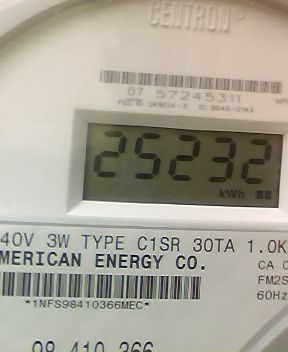 CENTRON
07 57245311
25232
kWh
40V 3W TYPE C1SR 30TA 1.0K
MERICAN ENERGY CO.
CA
FM2S
60Hz
*1NFS98410366MEC*
98 410 366